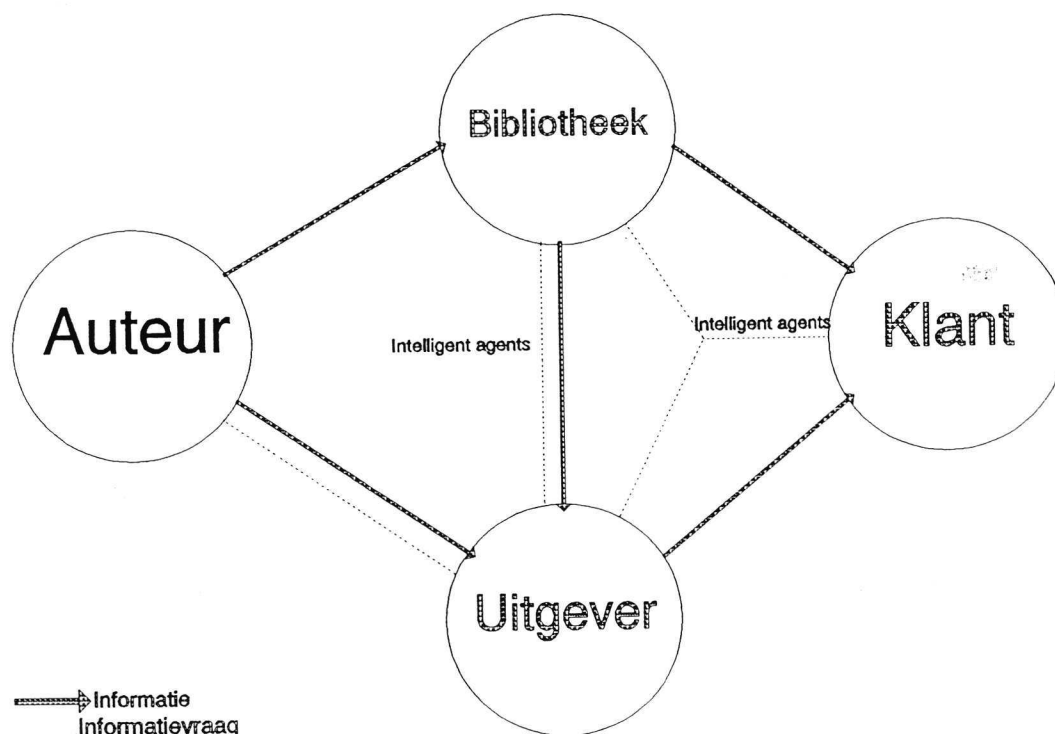 Bibliotheek
Auteur
Intelligent agents
Intelligent agents
Klant
Uitgever
Informatie
Informatievraag